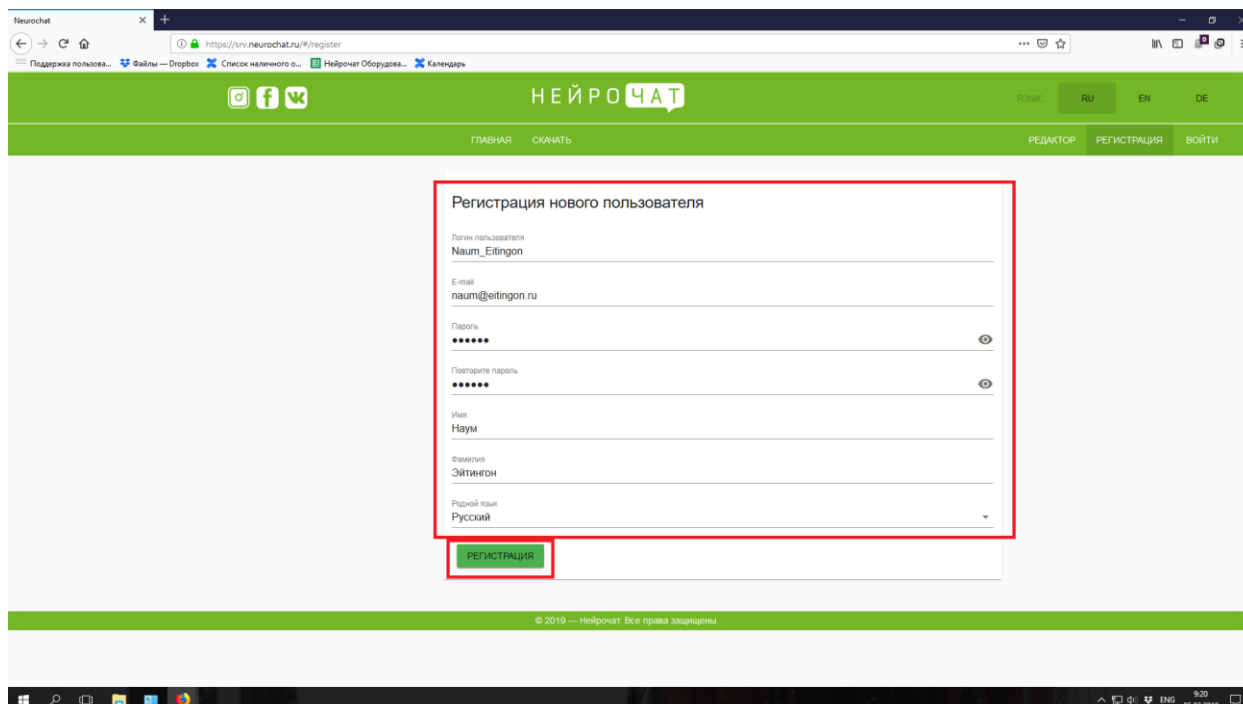 Neurochat
https://srv.neurochat.ru/#/register
Поддержка пользова... Файлы — Dropbox Список наличного о... Нейрочат Оборудова... Календарь
НЕЙРОЧАТ
ЯЗЫК RU EN DE
ГЛАВНАЯ СКАЧАТЬ РЕДАКТОР РЕГИСТРАЦИЯ ВОЙТИ
Регистрация нового пользователя
Логин пользователя
Naum_Eitingon
E-mail
naum@eitingon.ru
Пароль
••••••
Повторите пароль
••••••
Имя
Наум
Фамилия
Эйтингон
Родной язык
Русский
РЕГИСТРАЦИЯ
© 2019 — Нейрочат. Все права защищены.
ENG 9:20